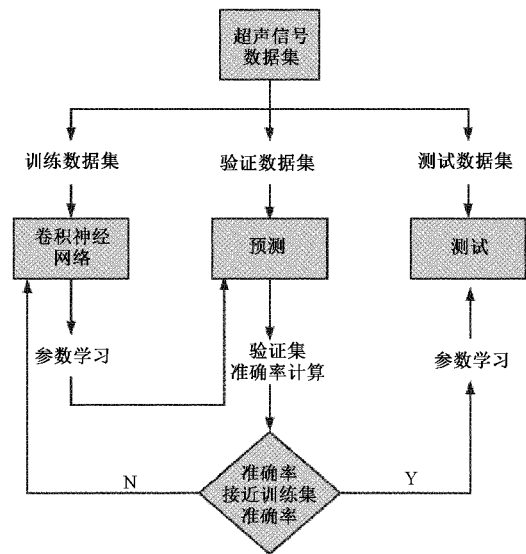 超声信号
数据集
训练数据集
验证数据集
测试数据集
卷积神经
网络
预测
测试
参数学习
验证集
准确率计算
参数学习
N
准确率
接近训练集
准确率
Y